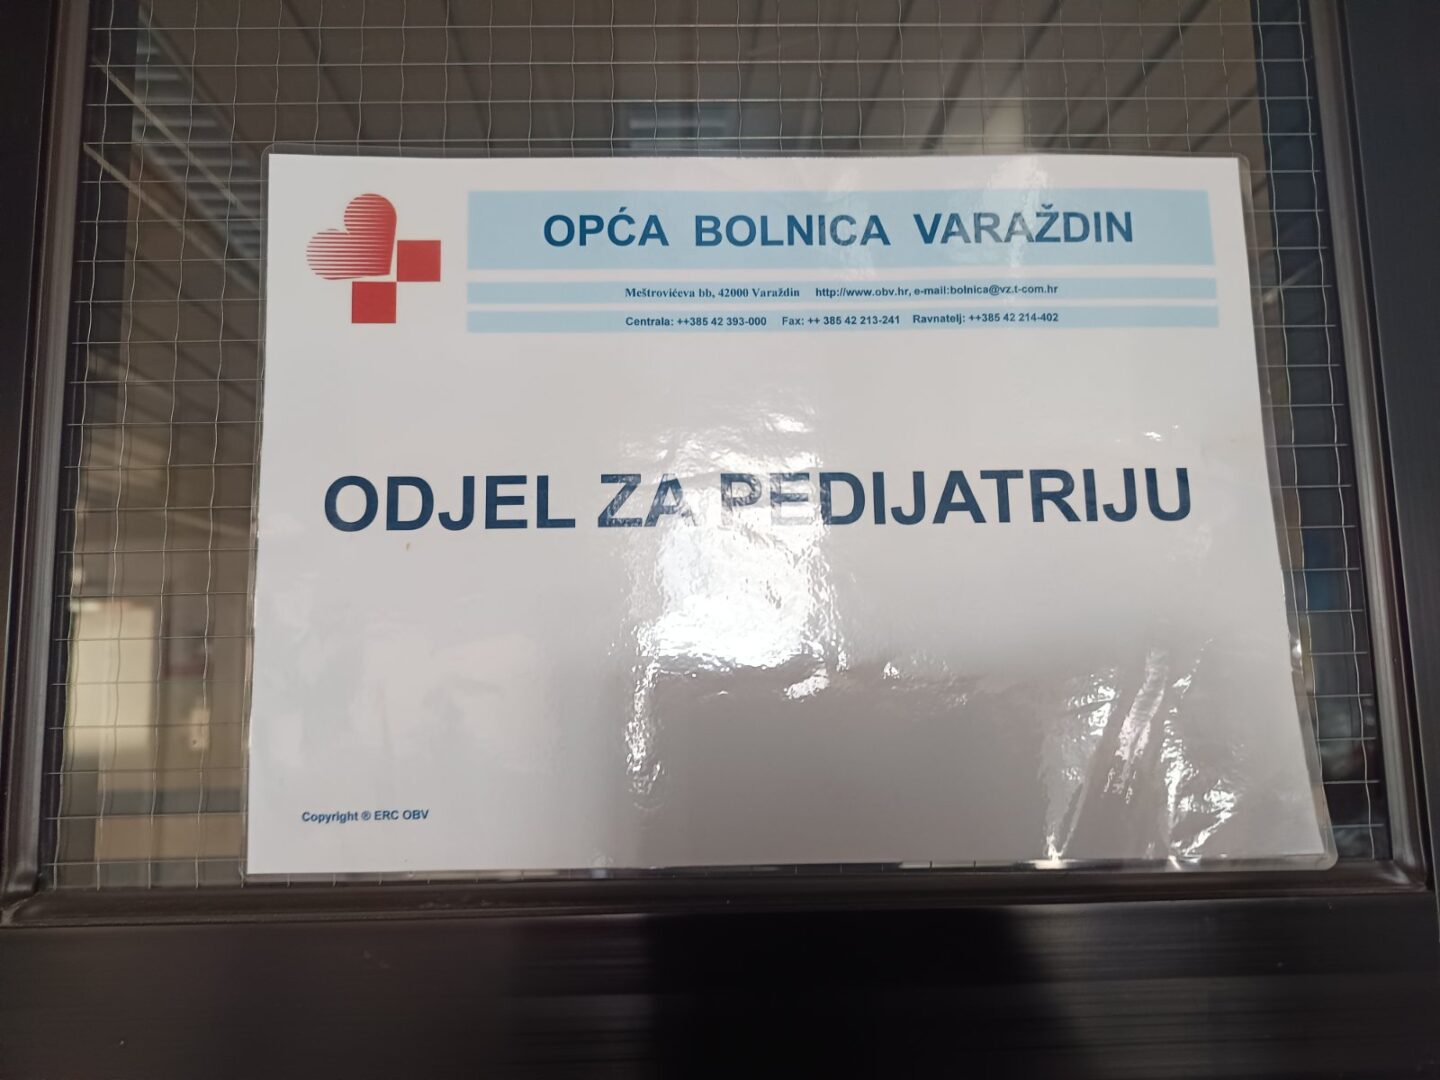 OPĆA BOLNICA VARAŽDIN
Meštrovićeva bb, 42000 Varaždin http://www.obv.hr, e-mail:bolnica@vz.t-com.hr
Centrala: ++385 42 393-000 Fax: ++ 385 42 213-241 Ravnatelj: ++385 42 214-402
ODJEL ZA PEDIJATRIJU
Copyright ® ERC OBV